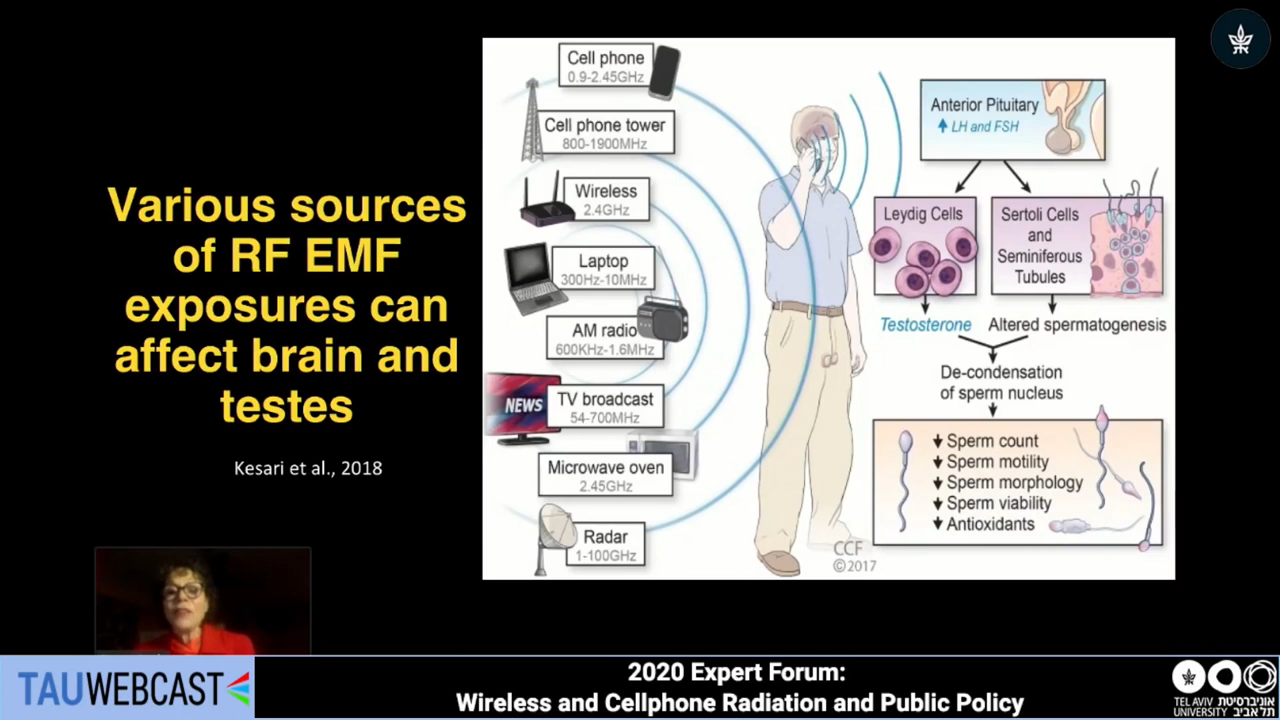 Various sources
of RF EMF
exposures can
affect brain and
testes
Kesari et al., 2018
Cell phone
0.9-2.45GHz
Cell phone tower
800-1900MHz
Wireless
2.4GHz
Laptop
300Hz-10MHz
AM radio
600KHz-1.6MHz
NEWS
TV broadcast
54-700MHz
Microwave oven
2.45GHz
Radar
1-100GHz
CCF
©2017
Anterior Pituitary
LH and FSH
Leydig Cells
Sertoli Cells
and
Seminiferous
Tubules
Testosterone
Altered spermatogenesis
De-condensation
of sperm nucleus
Sperm count
Sperm motility
Sperm morphology
Sperm viability
Antioxidants
TAUWEBCAST
2020 Expert Forum:
Wireless and Cellphone Radiation and Public Policy
TEL AVIV אוניברסיטת
UNIVERSITY תל אביב